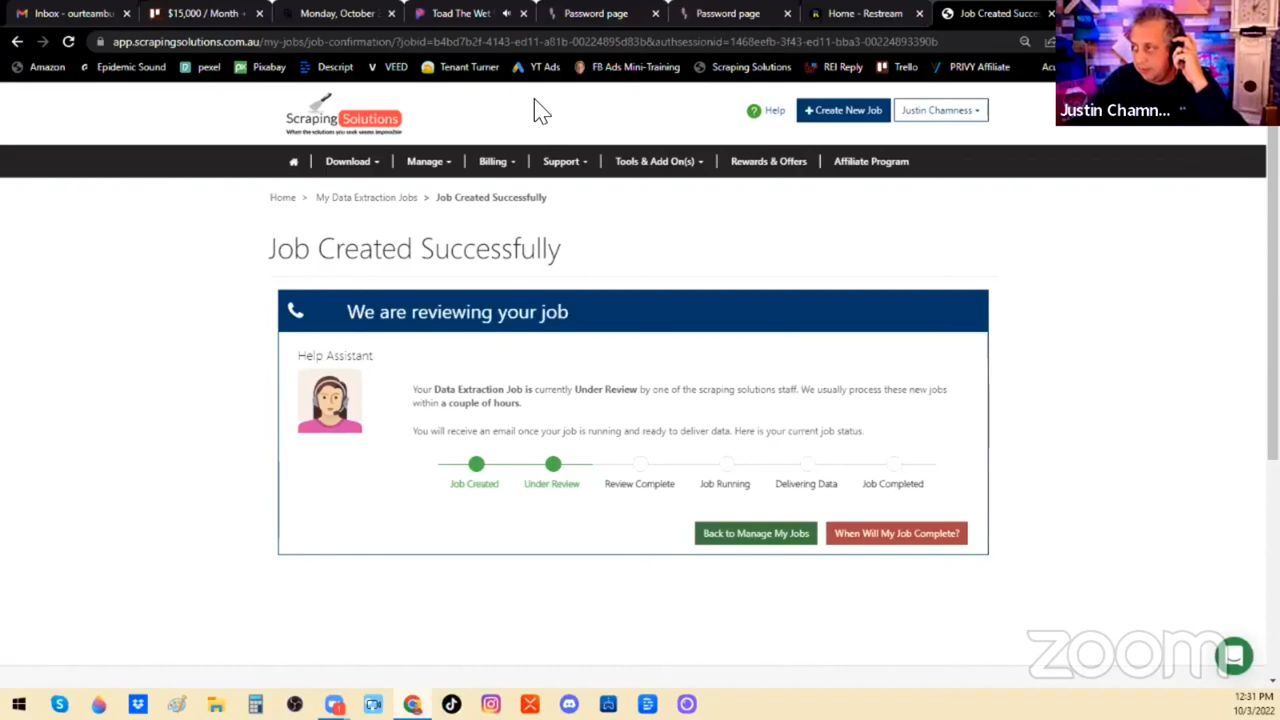 Inbox - ourteambu
$15,000 / Month +
Monday, October
Toad The Wet
Password page
Password page
Home - Restream
Job Created Succe
app.scrapingsolutions.com.au/my-jobs/job-confirmation/?jobid=b4bd7b2f-4143-ed11-a81b-00224895d83b&authsessionid=1468eefb-3f43-ed11-bba3-00224893390b
Amazon
Epidemic Sound
pexel
Pixabay
Descript
VEED
Tenant Turner
YT Ads
FB Ads Mini-Training
Scraping Solutions
REI Reply
Trello
PRIVY Affiliate
Acu
Justin Chamn...
Scraping Solutions
When the solutions you seek seems impossible
Help
+ Create New Job
Justin Chamness
Download
Manage
Billing
Support
Tools & Add On(s)
Rewards & Offers
Affiliate Program
Home > My Data Extraction Jobs > Job Created Successfully
Job Created Successfully
We are reviewing your job
Help Assistant
Your Data Extraction Job is currently Under Review by one of the scraping solutions staff. We usually process these new jobs
within a couple of hours.
You will receive an email once your job is running and ready to deliver data. Here is your current job status.
Job Created
Under Review
Review Complete
Job Running
Delivering Data
Job Completed
Back to Manage My Jobs
When Will My Job Complete?
zoom
12:31 PM
10/3/2022